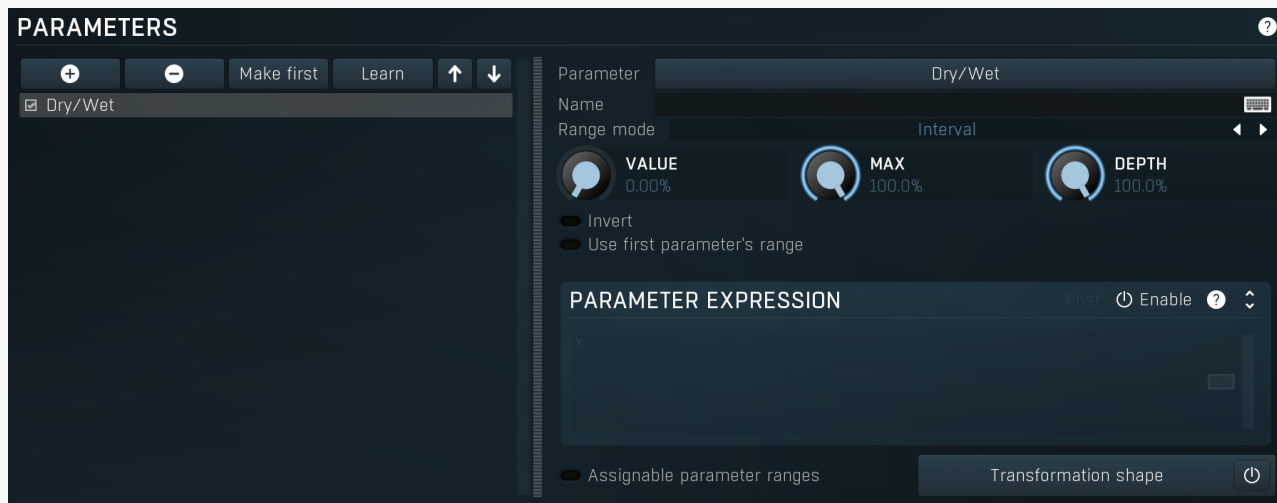 PARAMETERS
Make first Learn
Dry/Wet
Parameter Dry/Wet
Name
Range mode Interval
VALUE MAX DEPTH
0.00% 100.0% 100.0%
Invert
Use first parameter's range
PARAMETER EXPRESSION Post Enable
x
Assignable parameter ranges Transformation shape